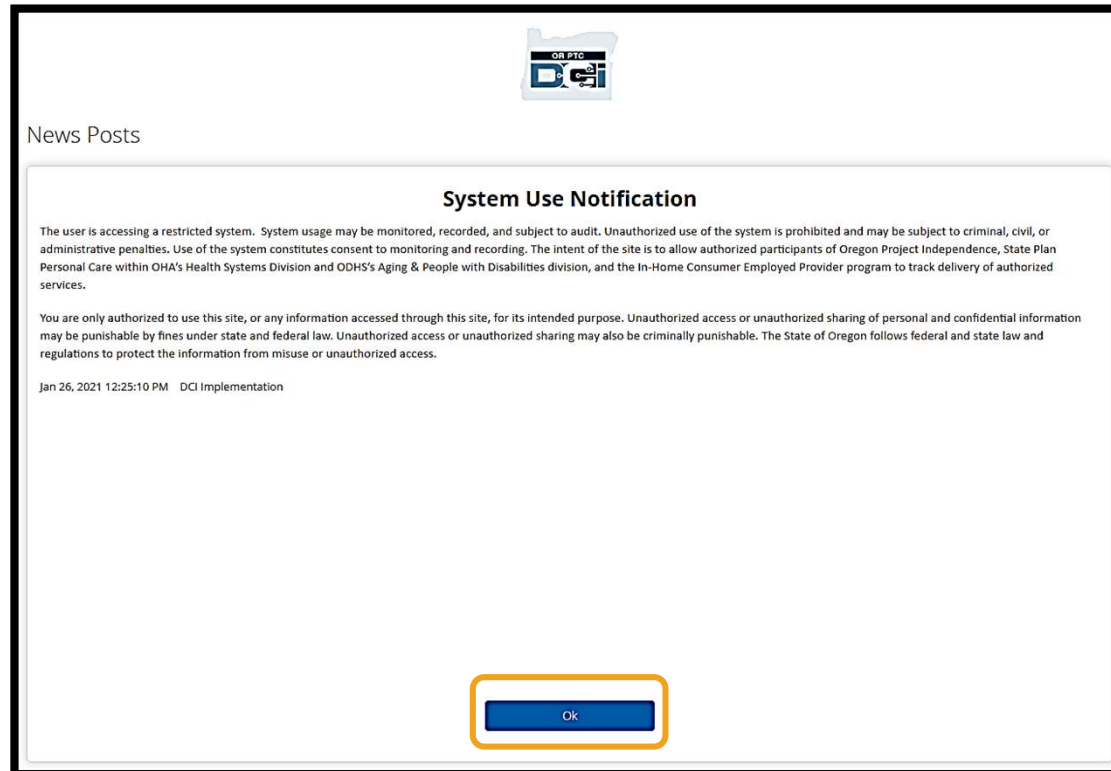 OR PTC
DCi
News Posts
System Use Notification
The user is accessing a restricted system.  System usage may be monitored, recorded, and subject to audit. Unauthorized use of the system is prohibited and may be subject to criminal, civil, or
administrative penalties. Use of the system constitutes consent to monitoring and recording. The intent of the site is to allow authorized participants of Oregon Project Independence, State Plan
Personal Care within OHA's Health Systems Division and ODHS's Aging & People with Disabilities division, and the In-Home Consumer Employed Provider program to track delivery of authorized
services.
You are only authorized to use this site, or any information accessed through this site, for its intended purpose. Unauthorized access or unauthorized sharing of personal and confidential information
may be punishable by fines under state and federal law. Unauthorized access or unauthorized sharing may also be criminally punishable. The State of Oregon follows federal and state law and
regulations to protect the information from misuse or unauthorized access.
Jan 26, 2021 12:25:10 PM    DCI Implementation
Ok